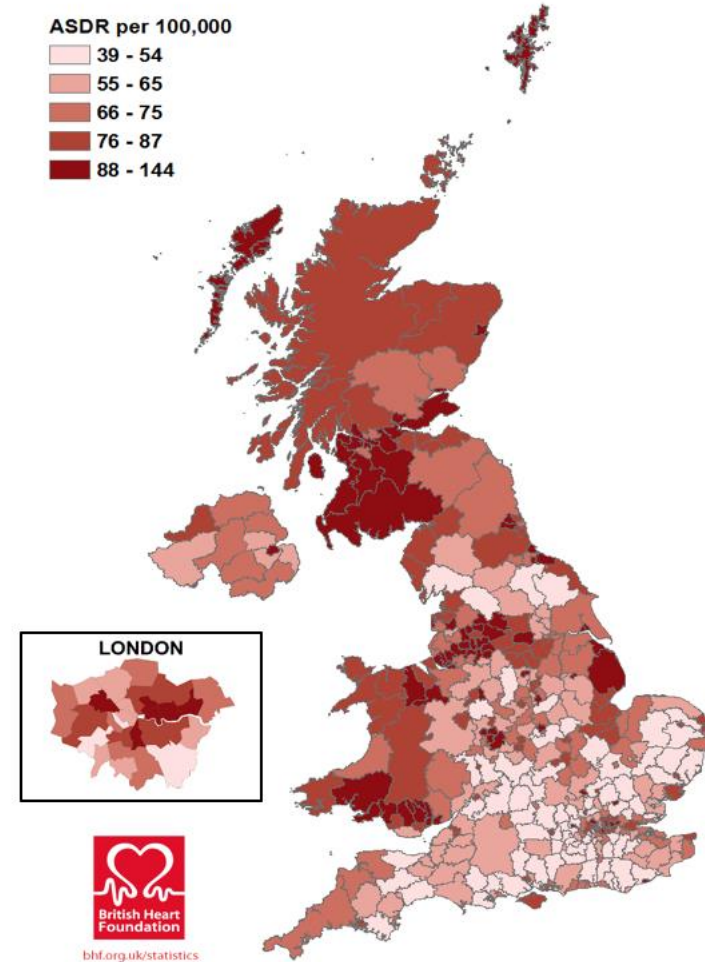 ASDR per 100,000
39 - 54
55 - 65
66 - 75
76 - 87
88 - 144
LONDON
British Heart
Foundation
bhf.org.uk/statistics